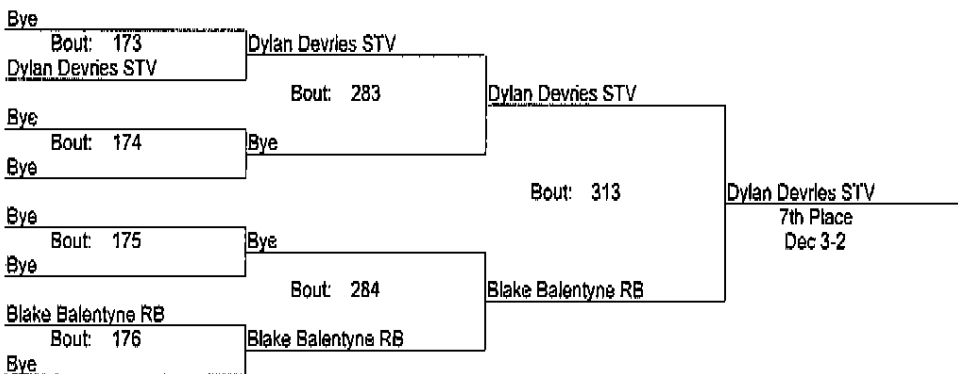 Bye
Bout: 173
Dylan Devries STV
Dylan Devries STV
Bout: 283
Dylan Devries STV
Bye
Bout: 174
Bye
Bye
Bout: 313
Dylan Devries STV
7th Place
Dec 3-2
Bye
Bout: 175
Bye
Bye
Bout: 284
Blake Balentyne RB
Blake Balentyne RB
Bout: 176
Blake Balentyne RB
Bye